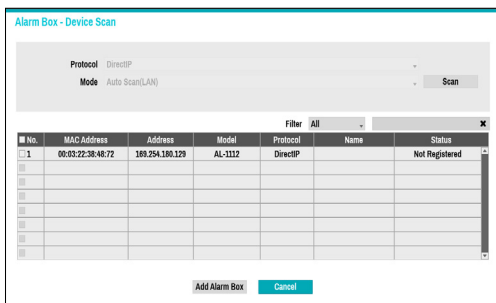 Alarm Box - Device Scan
Protocol DirectIP
Mode Auto Scan(LAN) Scan
Filter All
No. MAC Address Address Model Protocol Name Status
1 00:03:22:38:48:72 169.254.180.129 AL-1112 DirectIP Not Registered
Add Alarm Box Cancel